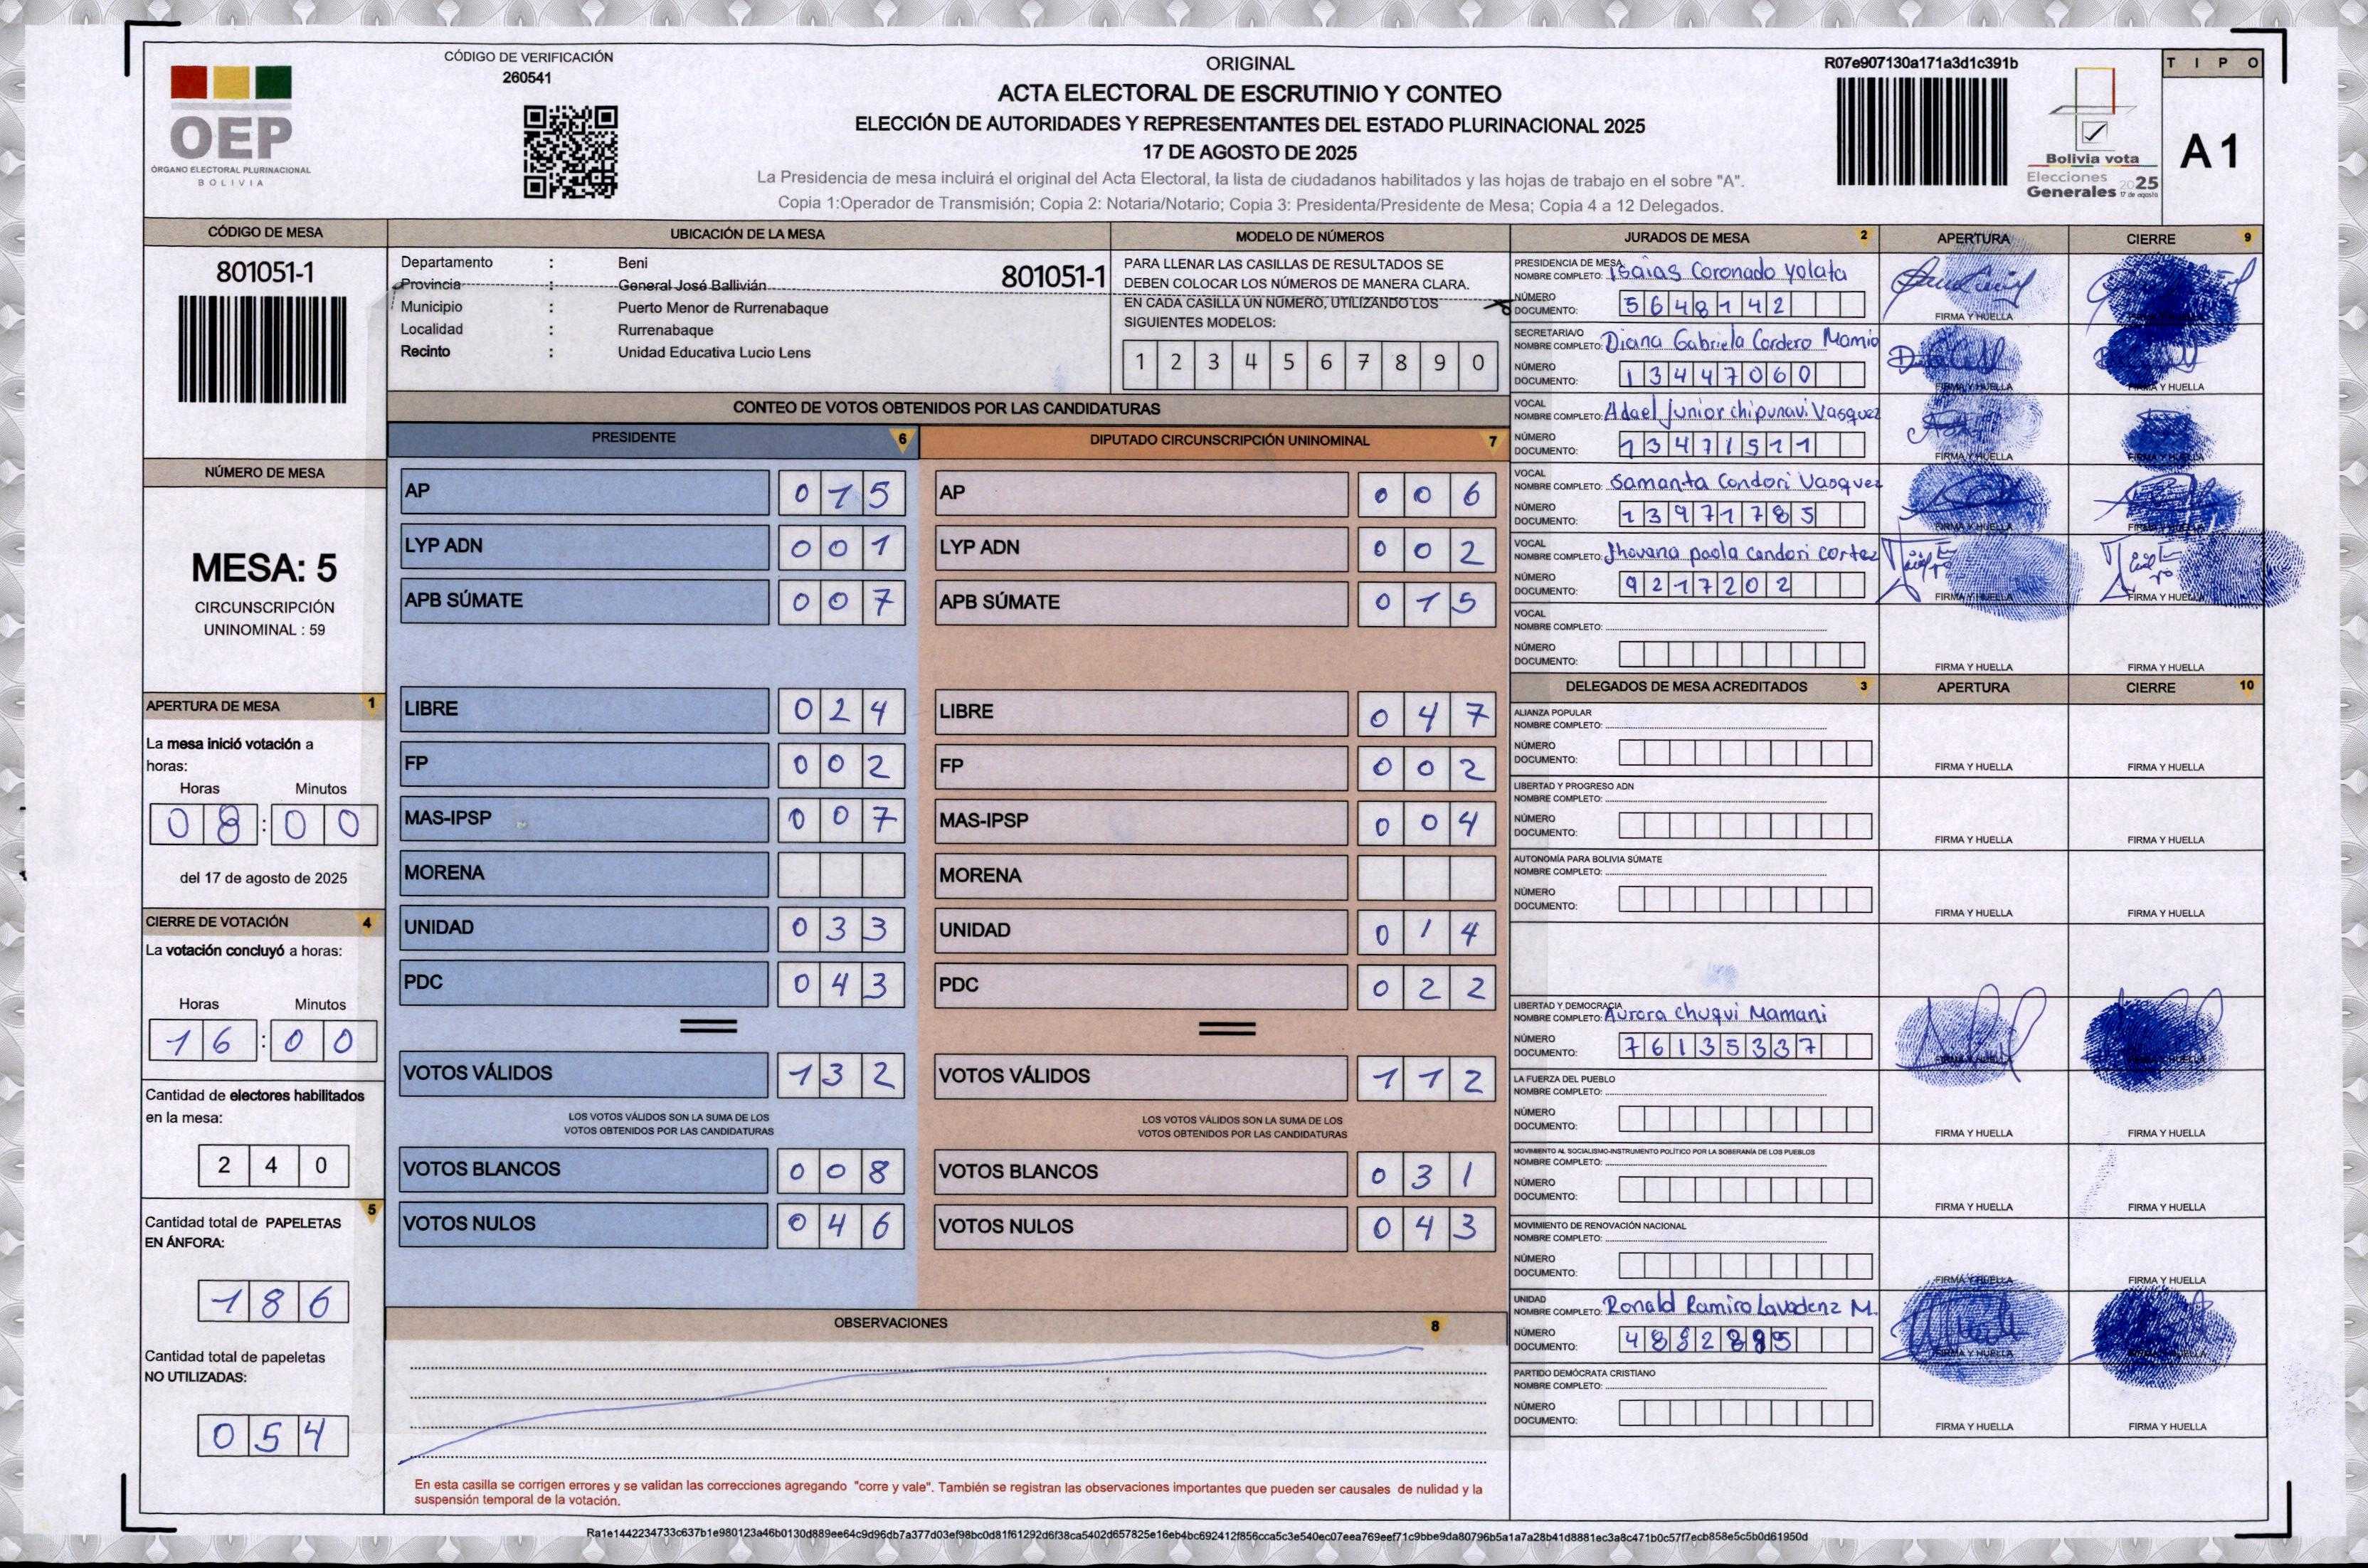 CÓDIGO DE VERIFICACIÓN
260541
OEP
ÓRGANO ELECTORAL PLURINACIONAL
BOLIVIA
ORIGINAL
ACTA ELECTORAL DE ESCRUTINIO Y CONTEO
ELECCIÓN DE AUTORIDADES Y REPRESENTANTES DEL ESTADO PLURINACIONAL 2025
17 DE AGOSTO DE 2025
La Presidencia de mesa incluirá el original del Acta Electoral, la lista de ciudadanos habilitados y las hojas de trabajo en el sobre "A".
Copia 1:Operador de Transmisión; Copia 2: Notaria/Notario; Copia 3: Presidenta/Presidente de Mesa; Copia 4 a 12 Delegados.
R07e907130a171a3d1c391b
Bolivia vota
Elecciones
Generales 2025
17 de agosto
TIPO
A1
CÓDIGO DE MESA
801051-1
NÚMERO DE MESA
MESA: 5
CIRCUNSCRIPCIÓN
UNINOMINAL : 59
APERTURA DE MESA 1
La mesa inició votación a
horas:
Horas Minutos
08:00
del 17 de agosto de 2025
CIERRE DE VOTACIÓN 4
La votación concluyó a horas:
Horas Minutos
16:00
Cantidad de electores habilitados
en la mesa:
240
5
Cantidad total de PAPELETAS
EN ÁNFORA:
186
Cantidad total de papeletas
NO UTILIZADAS:
054
UBICACIÓN DE LA MESA
Departamento : Beni
Provincia : General José Ballivián
Municipio : Puerto Menor de Rurrenabaque
Localidad : Rurrenabaque
Recinto : Unidad Educativa Lucio Lens
801051-1
MODELO DE NÚMEROS
PARA LLENAR LAS CASILLAS DE RESULTADOS SE
DEBEN COLOCAR LOS NÚMEROS DE MANERA CLARA.
EN CADA CASILLA UN NÚMERO, UTILIZANDO LOS
SIGUIENTES MODELOS:
1 2 3 4 5 6 7 8 9 0
CONTEO DE VOTOS OBTENIDOS POR LAS CANDIDATURAS
PRESIDENTE 6
AP 015
LYP ADN 001
APB SÚMATE 007
LIBRE 024
FP 002
MAS-IPSP 007
MORENA
UNIDAD 033
PDC 043
VOTOS VÁLIDOS 132
LOS VOTOS VÁLIDOS SON LA SUMA DE LOS
VOTOS OBTENIDOS POR LAS CANDIDATURAS
VOTOS BLANCOS 008
VOTOS NULOS 046
DIPUTADO CIRCUNSCRIPCIÓN UNINOMINAL 7
AP 006
LYP ADN 002
APB SÚMATE 015
LIBRE 047
FP 002
MAS-IPSP 004
MORENA
UNIDAD 014
PDC 022
VOTOS VÁLIDOS 112
LOS VOTOS VÁLIDOS SON LA SUMA DE LOS
VOTOS OBTENIDOS POR LAS CANDIDATURAS
VOTOS BLANCOS 031
VOTOS NULOS 043
OBSERVACIONES 8
En esta casilla se corrigen errores y se validan las correcciones agregando "corre y vale". También se registran las observaciones importantes que pueden ser causales de nulidad y la
suspensión temporal de la votación.
JURADOS DE MESA 2 APERTURA CIERRE 9
PRESIDENCIA DE MESA
NOMBRE COMPLETO: Isaias Coronado Yolata
NÚMERO
DOCUMENTO: 5648142
FIRMA Y HUELLA
SECRETARIA/O
NOMBRE COMPLETO: Diana Gabriela Cordero Mamio
NÚMERO
DOCUMENTO: 13447060
FIRMA Y HUELLA FIRMA Y HUELLA
VOCAL
NOMBRE COMPLETO: Adael Junior chipunavi Vasquez
NÚMERO
DOCUMENTO: 13471511
FIRMA Y HUELLA FIRMA Y HUELLA
VOCAL
NOMBRE COMPLETO: Samanta Condori Vasquez
NÚMERO
DOCUMENTO: 13971785
FIRMA Y HUELLA FIRMA Y HUELLA
VOCAL
NOMBRE COMPLETO: Jhovana paola condori cortez
NÚMERO
DOCUMENTO: 9217202
FIRMA Y HUELLA FIRMA Y HUELLA
VOCAL
NOMBRE COMPLETO:
NÚMERO
DOCUMENTO:
FIRMA Y HUELLA FIRMA Y HUELLA
DELEGADOS DE MESA ACREDITADOS 3 APERTURA CIERRE 10
ALIANZA POPULAR
NOMBRE COMPLETO:
NÚMERO
DOCUMENTO:
FIRMA Y HUELLA FIRMA Y HUELLA
LIBERTAD Y PROGRESO ADN
NOMBRE COMPLETO:
NÚMERO
DOCUMENTO:
FIRMA Y HUELLA FIRMA Y HUELLA
AUTONOMÍA PARA BOLIVIA SÚMATE
NOMBRE COMPLETO:
NÚMERO
DOCUMENTO:
FIRMA Y HUELLA FIRMA Y HUELLA
LIBERTAD Y DEMOCRACIA
NOMBRE COMPLETO: Aurora Chuqui Mamani
NÚMERO
DOCUMENTO: 76135337
FIRMA Y HUELLA FIRMA Y HUELLA
LA FUERZA DEL PUEBLO
NOMBRE COMPLETO:
NÚMERO
DOCUMENTO:
FIRMA Y HUELLA FIRMA Y HUELLA
MOVIMIENTO AL SOCIALISMO-INSTRUMENTO POLÍTICO POR LA SOBERANÍA DE LOS PUEBLOS
NOMBRE COMPLETO:
NÚMERO
DOCUMENTO:
FIRMA Y HUELLA FIRMA Y HUELLA
MOVIMIENTO DE RENOVACIÓN NACIONAL
NOMBRE COMPLETO:
NÚMERO
DOCUMENTO:
FIRMA Y HUELLA FIRMA Y HUELLA
UNIDAD
NOMBRE COMPLETO: Ronald Ramiro Lavadenz M.
NÚMERO
DOCUMENTO:
FIRMA Y HUELLA FIRMA Y HUELLA
PARTIDO DEMÓCRATA CRISTIANO
NOMBRE COMPLETO:
NÚMERO
DOCUMENTO:
FIRMA Y HUELLA FIRMA Y HUELLA